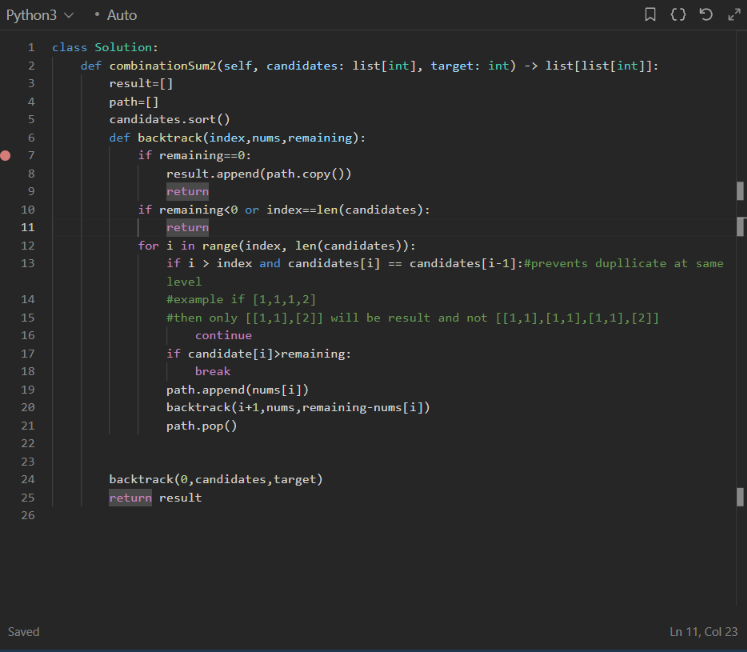 Python3 • Auto
1 class Solution:
2 def combinationSum2(self, candidates: list[int], target: int) -> list[list[int]]:
3 result=[]
4 path=[]
5 candidates.sort()
6 def backtrack(index,nums,remaining):
7 if remaining==0:
8 result.append(path.copy())
9 return
10 if remaining<0 or index==len(candidates):
11 return
12 for i in range(index, len(candidates)):
13 if i > index and candidates[i] == candidates[i-1]:#prevents dupllicate at same
level
14 #example if [1,1,1,2]
15 #then only [[1,1],[2]] will be result and not [[1,1],[1,1],[1,1],[2]]
16 continue
17 if candidate[i]>remaining:
18 break
19 path.append(nums[i])
20 backtrack(i+1,nums,remaining-nums[i])
21 path.pop()
22
23
24 backtrack(0,candidates,target)
25 return result
26
Saved Ln 11, Col 23